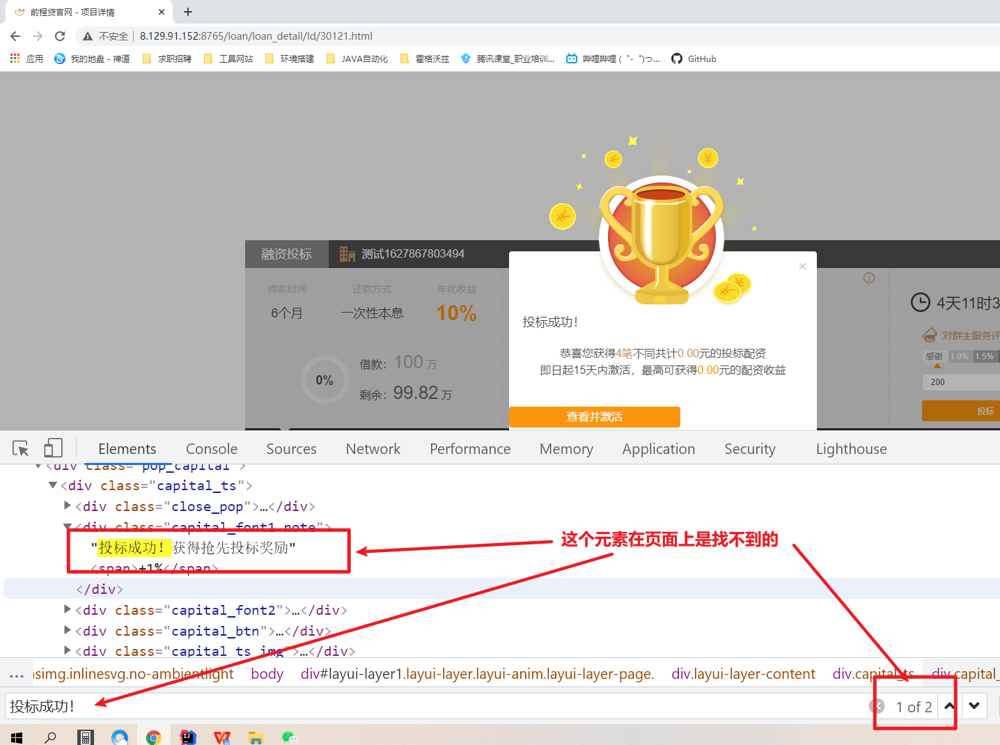 前程贷官网 - 项目详情
不安全 8.129.91.152:8765/loan/loan_detail/Id/30121.html
应用 我的地盘 - 禅道 求职招聘 工具网站 环境搭建 JAVA自动化 霍格沃兹 腾讯课堂_职业培训... 哔哩哔哩 ( ゜- ゜)つ... GitHub
融资投标 测试1627867803494
借款时间 还款方式 年化收益
6个月 一次性本息 10%
4天11时3
对群主服务评
感谢 1.0% 1.5%
200
投标
0%
借款：100万
剩余：99.82万
投标成功！
恭喜您获得4笔不同共计0.00元的投标配资
即日起15天内激活，最高可获得0.00元的配资收益
查看并激活
Elements Console Sources Network Performance Memory Application Security Lighthouse
<div class="pop_capital">
<div class="capital_ts">
<div class="close_pop">…</div>
<div class="capital_font1 note">
"投标成功！获得抢先投标奖励"
<span>+1%</span>
</div>
<div class="capital_font2">…</div>
<div class="capital_btn">…</div>
<div class="capital_ts_img">…</div>
这个元素在页面上是找不到的
... ısimg.inlinesvg.no-ambientlight body div#layui-layer1.layui-layer.layui-anim.layui-layer-page. div.layui-layer-content div.capital_ts div.capital_
投标成功！ 1 of 2